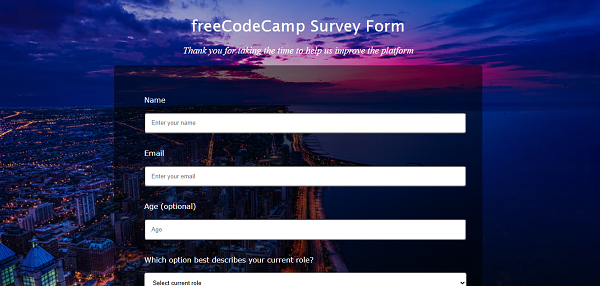 freeCodeCamp Survey Form
Thank you for taking the time to help us improve the platform
Name
Enter your name
Email
Enter your email
Age (optional)
Age
Which option best describes your current role?
Select current role